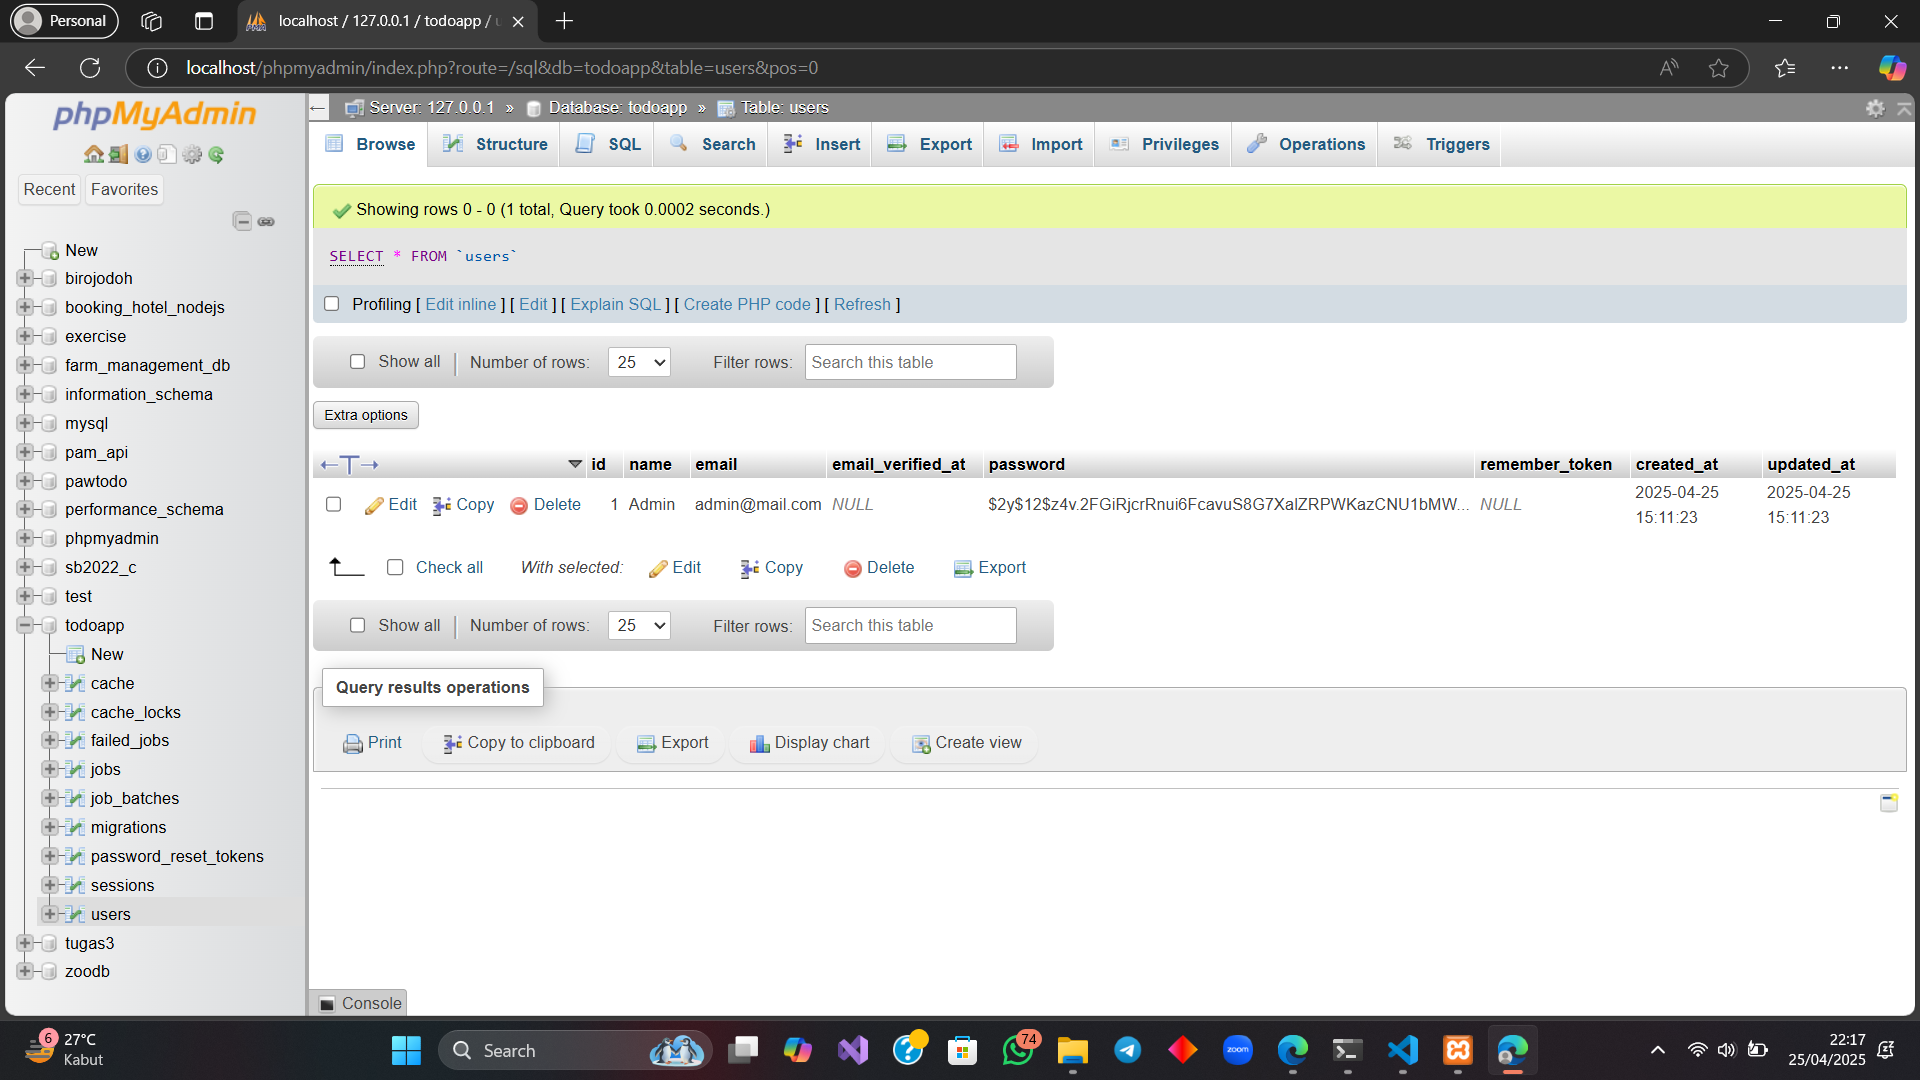 Personal
localhost / 127.0.0.1 / todoapp / u
localhost/phpmyadmin/index.php?route=/sql&db=todoapp&table=users&pos=0
phpMyAdmin
Recent Favorites
New
birojodoh
booking_hotel_nodejs
exercise
farm_management_db
information_schema
mysql
pam_api
pawtodo
performance_schema
phpmyadmin
sb2022_c
test
todoapp
New
cache
cache_locks
failed_jobs
jobs
job_batches
migrations
password_reset_tokens
sessions
users
tugas3
zoodb
Server: 127.0.0.1 » Database: todoapp » Table: users
Browse Structure SQL Search Insert Export Import Privileges Operations Triggers
Showing rows 0 - 0 (1 total, Query took 0.0002 seconds.)
SELECT * FROM `users`
Profiling [ Edit inline ] [ Edit ] [ Explain SQL ] [ Create PHP code ] [ Refresh ]
Show all Number of rows: 25 Filter rows: Search this table
Extra options
id name email email_verified_at password remember_token created_at updated_at
Edit Copy Delete 1 Admin admin@mail.com NULL $2y$12$z4v.2FGiRjcrRnui6FcavuS8G7XalZRPWKazCNU1bMW... NULL 2025-04-25 15:11:23 2025-04-25 15:11:23
Check all With selected: Edit Copy Delete Export
Show all Number of rows: 25 Filter rows: Search this table
Query results operations
Print Copy to clipboard Export Display chart Create view
Console
6
27°C
Kabut
Search
74
zoom
22:17
25/04/2025